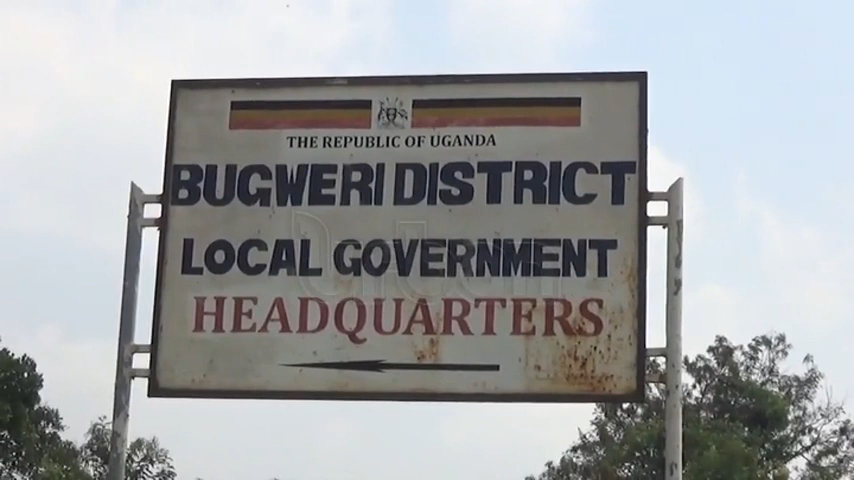 THE REPUBLIC OF UGANDA
BUGWERI DISTRICT
LOCAL GOVERNMENT
HEADQUARTERS